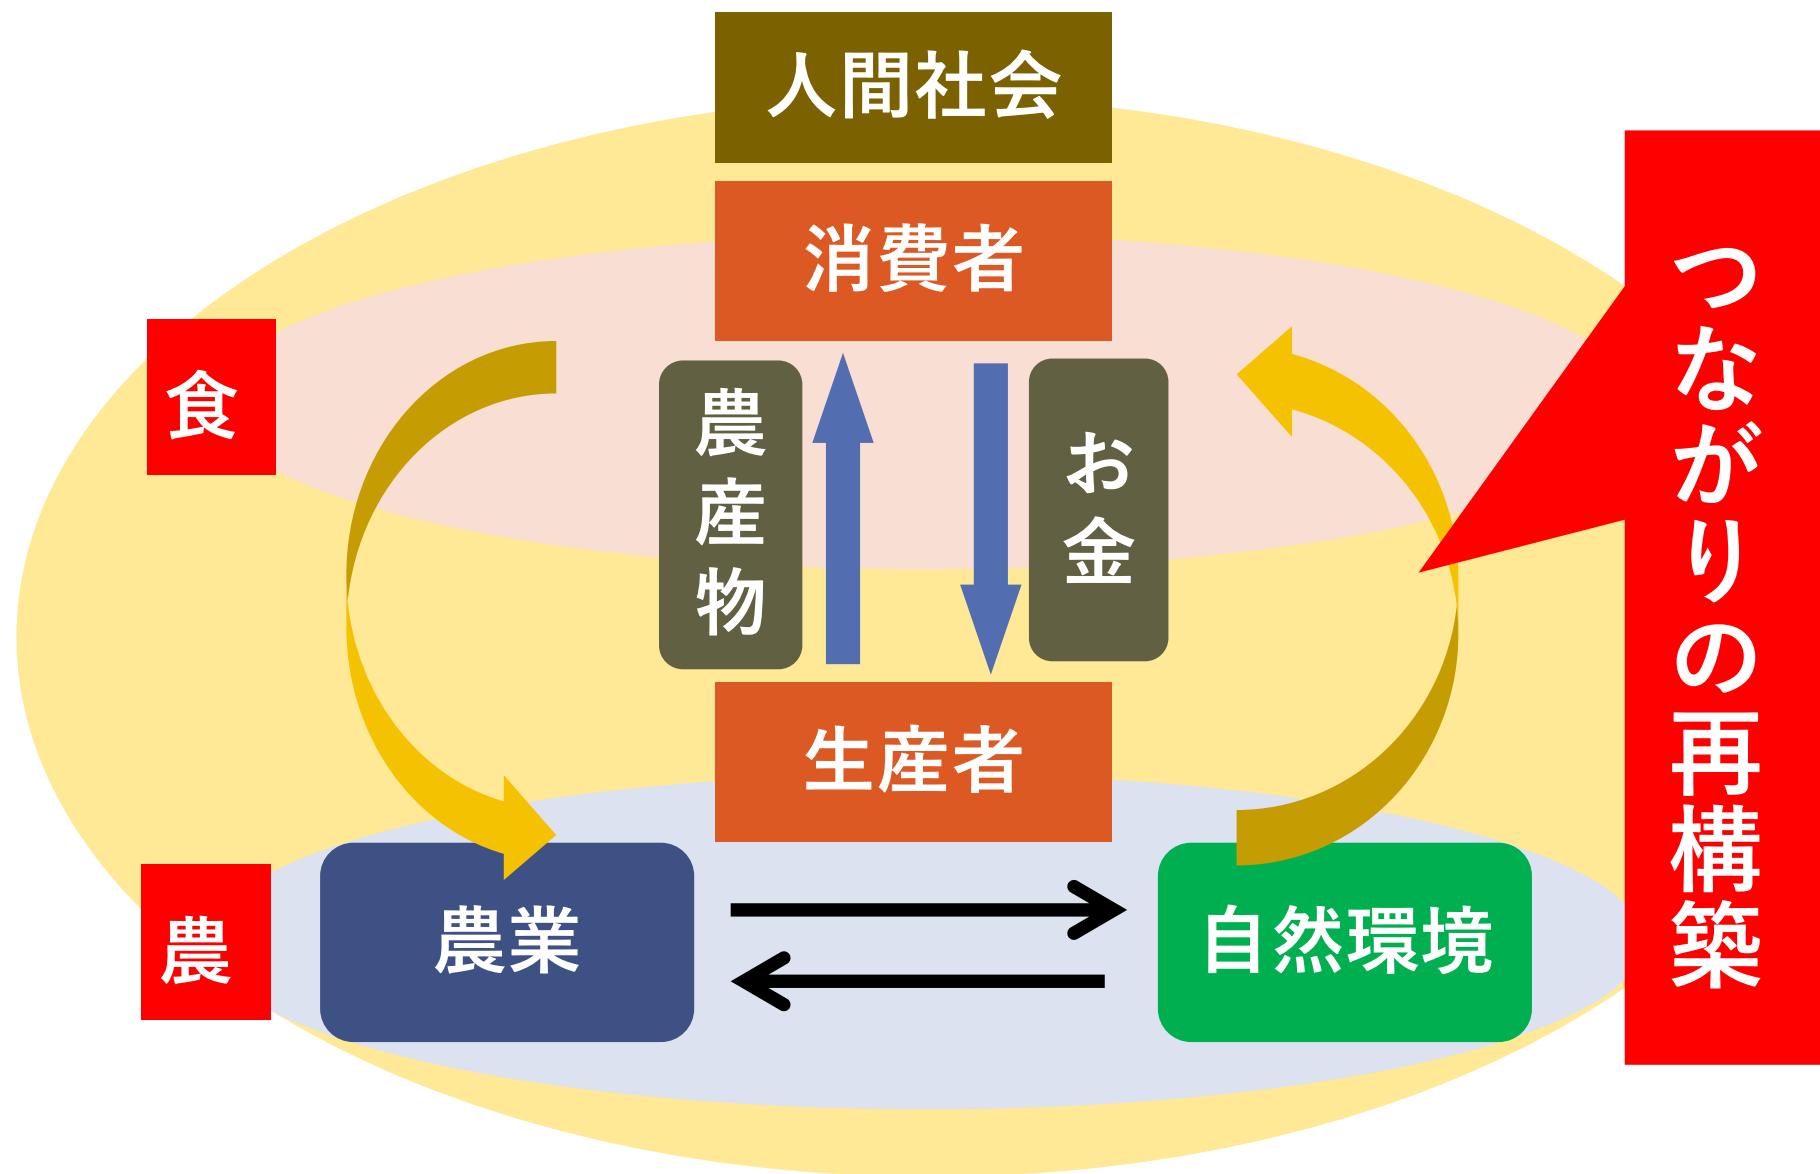 人間社会
消費者
食
農産物
お金
つながりの再構築
生産者
農
農業
自然環境